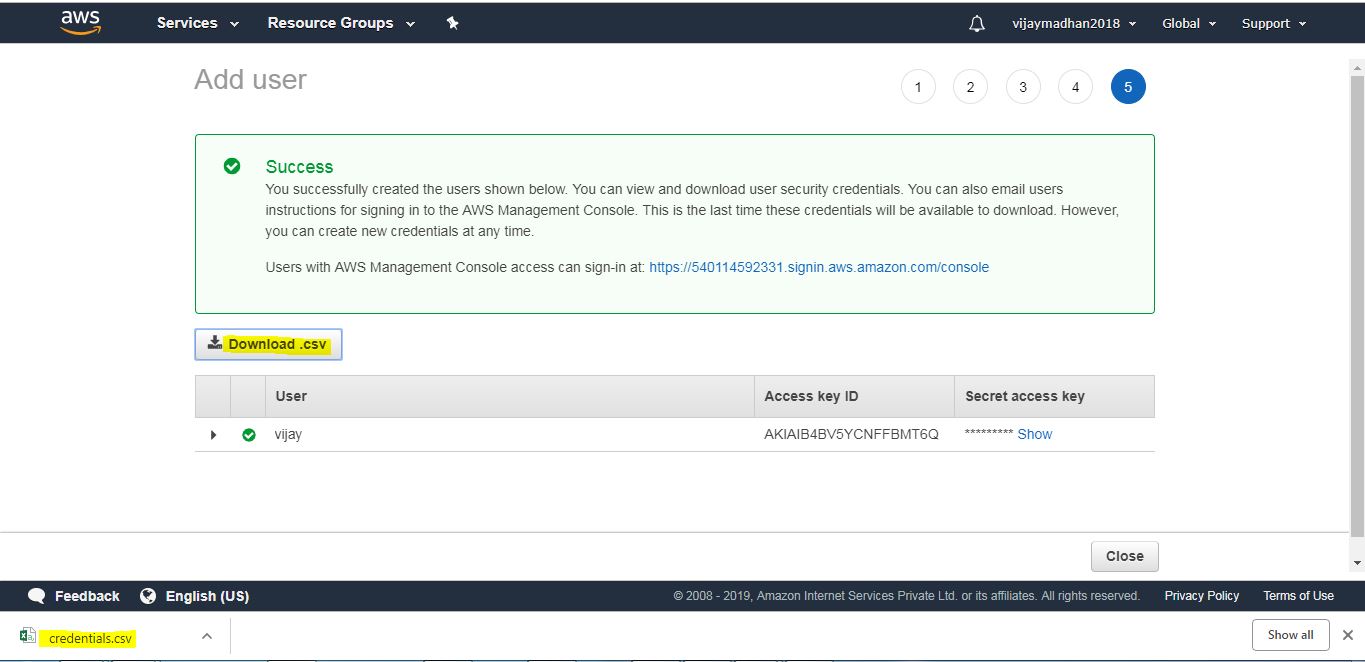 aws Services Resource Groups vijaymadhan2018 Global Support
Add user
1 2 3 4 5
Success
You successfully created the users shown below. You can view and download user security credentials. You can also email users
instructions for signing in to the AWS Management Console. This is the last time these credentials will be available to download. However,
you can create new credentials at any time.
Users with AWS Management Console access can sign-in at: https://540114592331.signin.aws.amazon.com/console
Download .csv
User Access key ID Secret access key
vijay AKIAIB4BV5YCNFFBMT6Q ********* Show
Close
Feedback English (US) © 2008 - 2019, Amazon Internet Services Private Ltd. or its affiliates. All rights reserved. Privacy Policy Terms of Use
credentials.csv Show all